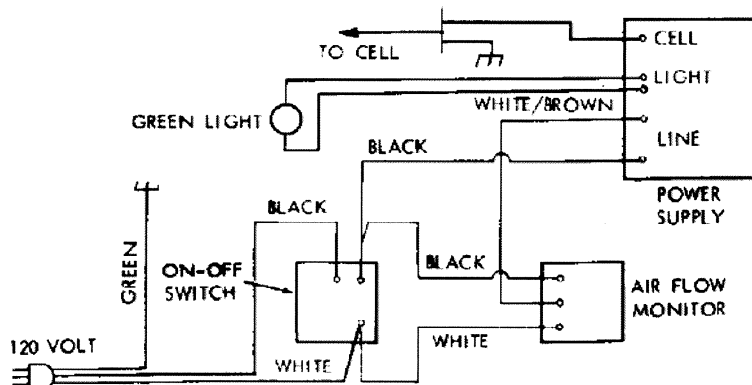 CELL
TO CELL
LIGHT
WHITE/BROWN
GREEN LIGHT
LINE
BLACK
POWER
SUPPLY
BLACK
GREEN
ON-OFF
SWITCH
BLACK
AIR FLOW
MONITOR
120 VOLT
WHITE
WHITE